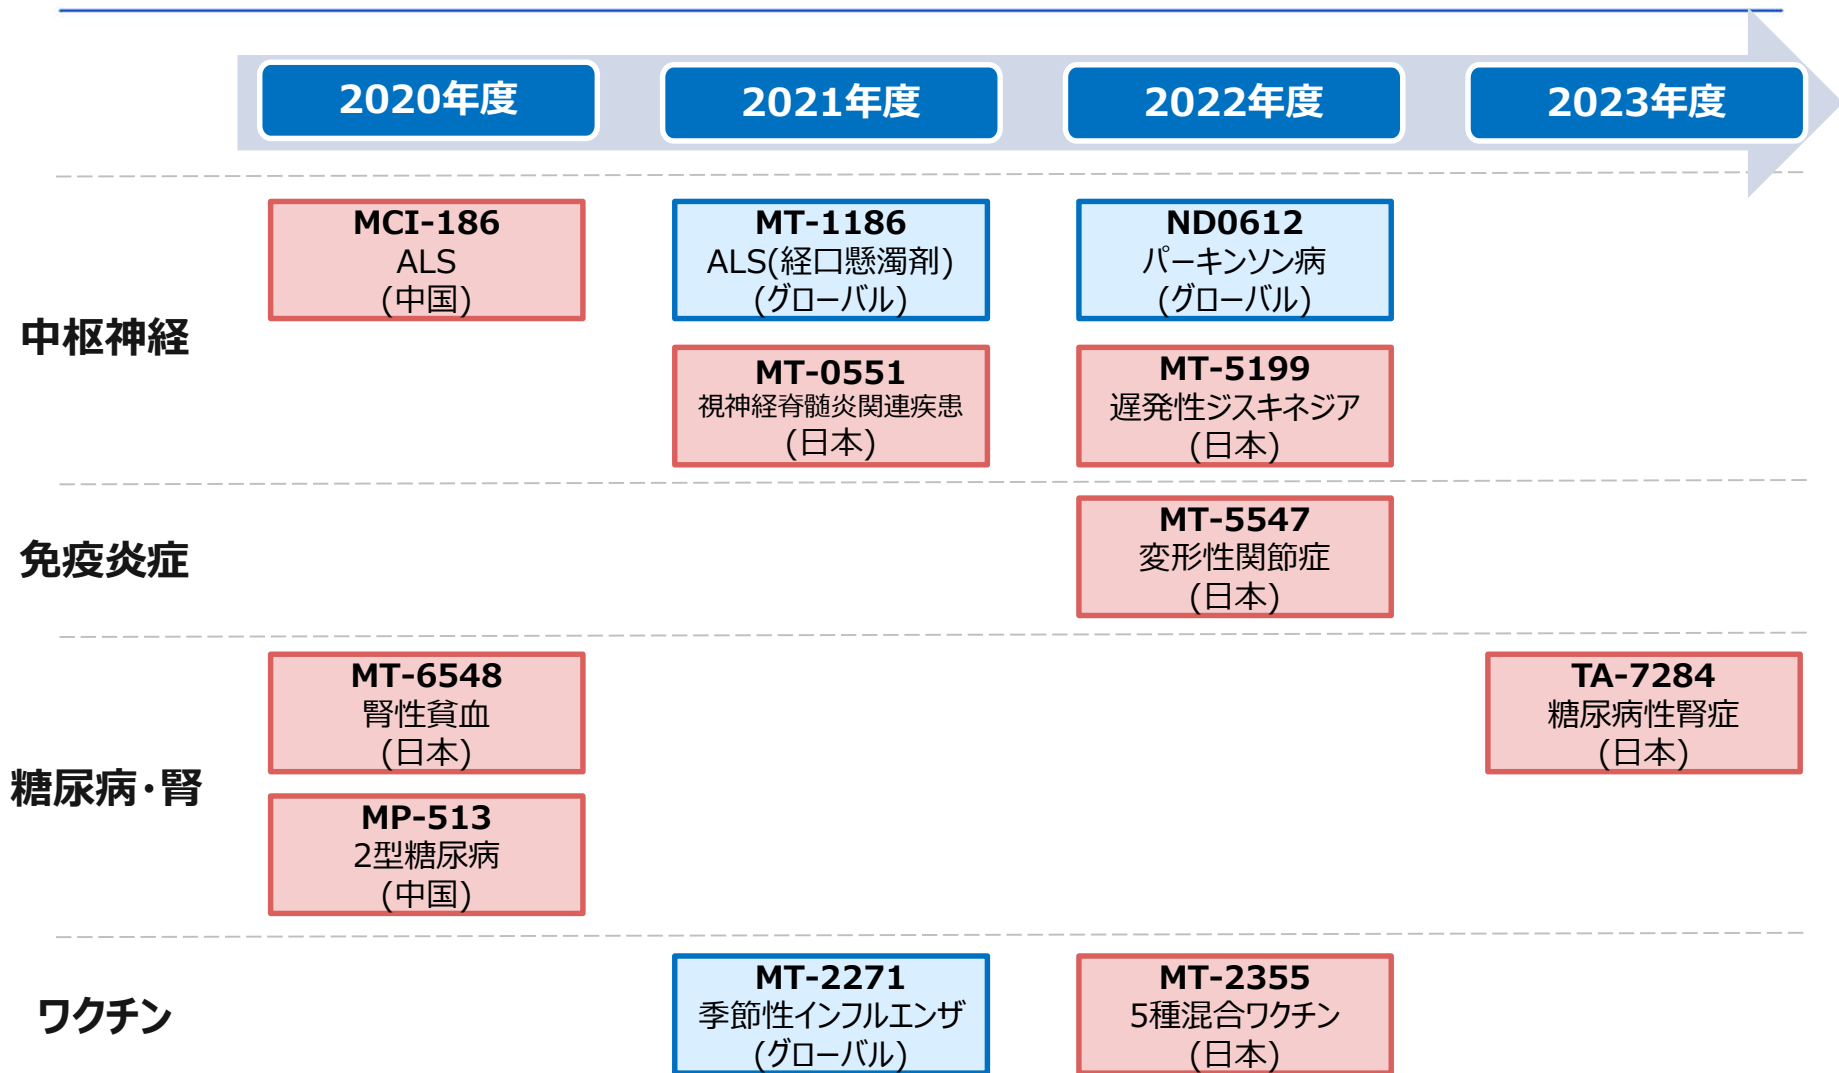 2020年度
2021年度
2022年度
2023年度
中枢神経
MCI-186
ALS
(中国)
MT-1186
ALS(経口懸濁剤)
(グローバル)
ND0612
パーキンソン病
(グローバル)
MT-0551
視神経脊髄炎関連疾患
(日本)
MT-5199
遅発性ジスキネジア
(日本)
免疫炎症
MT-5547
変形性関節症
(日本)
糖尿病・腎
MT-6548
腎性貧血
(日本)
TA-7284
糖尿病性腎症
(日本)
MP-513
2型糖尿病
(中国)
ワクチン
MT-2271
季節性インフルエンザ
(グローバル)
MT-2355
5種混合ワクチン
(日本)